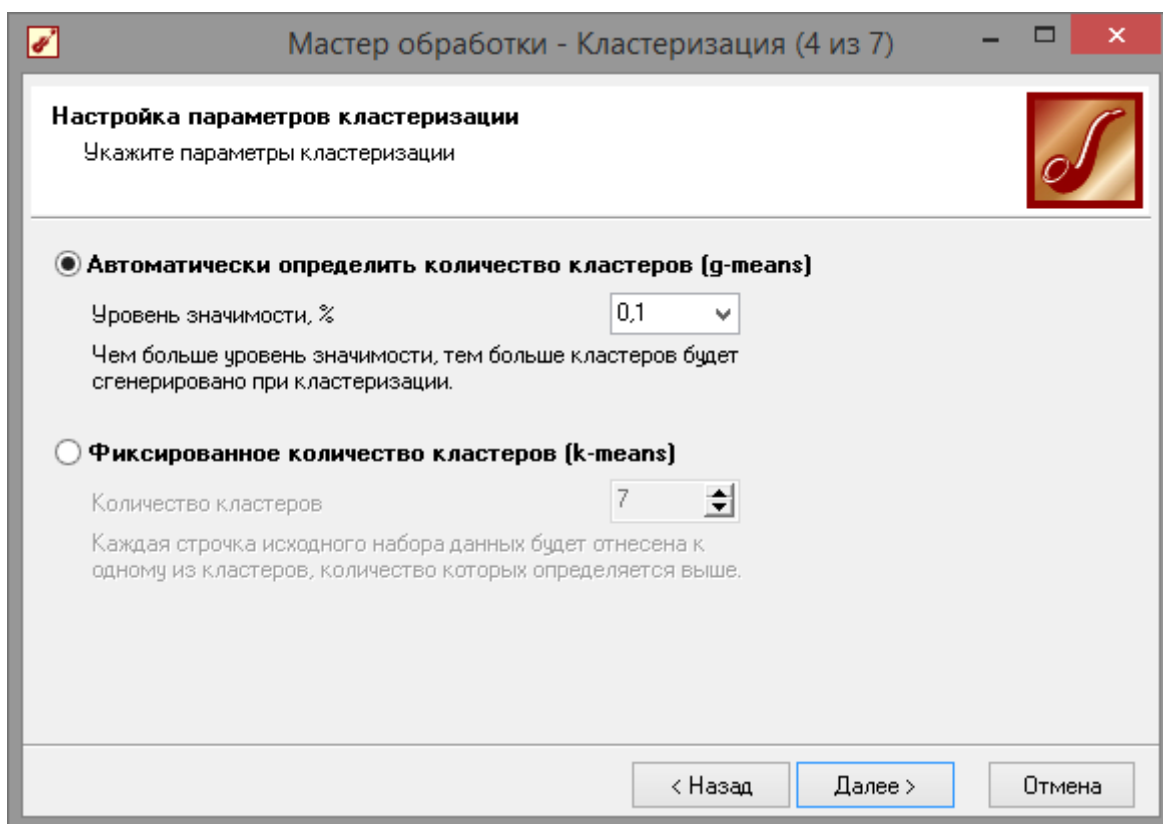 Мастер обработки - Кластеризация (4 из 7)
Настройка параметров кластеризации
Укажите параметры кластеризации
Автоматически определить количество кластеров (g-means)
Уровень значимости, %
0,1
Чем больше уровень значимости, тем больше кластеров будет
сгенерировано при кластеризации.
Фиксированное количество кластеров (k-means)
Количество кластеров
7
Каждая строчка исходного набора данных будет отнесена к
одному из кластеров, количество которых определяется выше.
< Назад
Далее >
Отмена